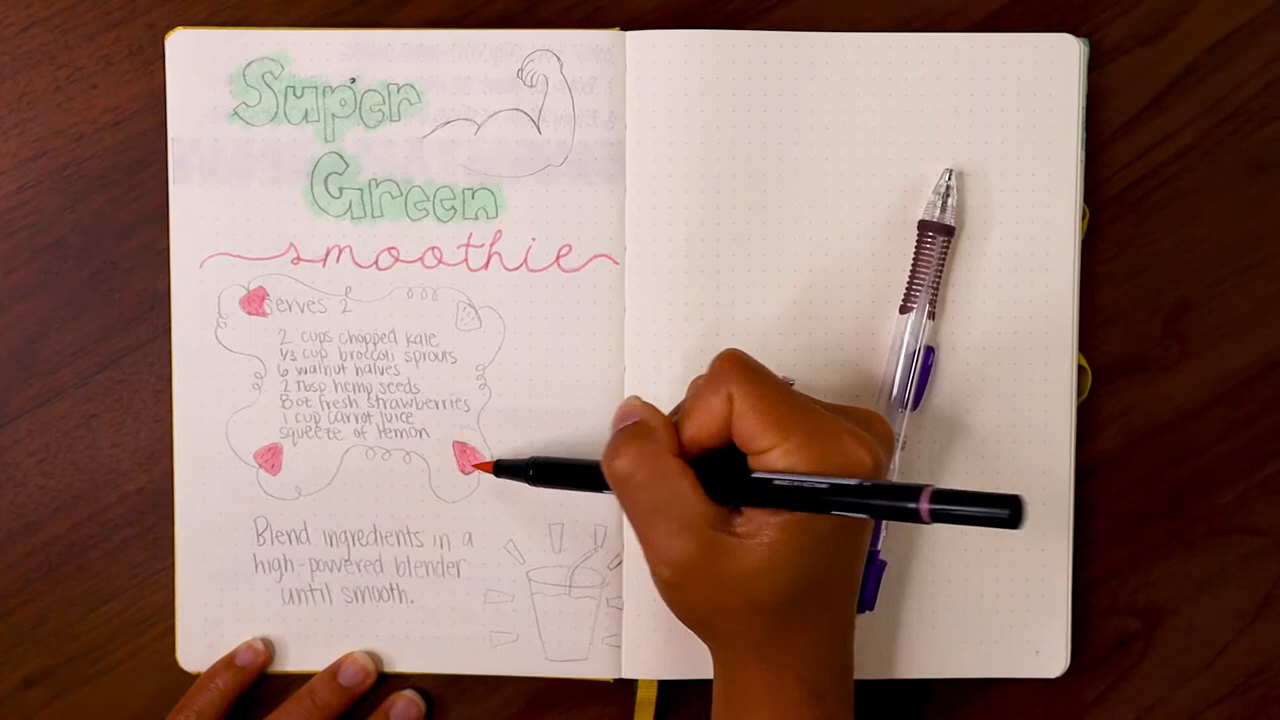 Super
Green
smoothie
Serves 2
2 cups chopped kale
1/3 cup broccoli sprouts
6 walnut halves
2 Tbsp hemp seeds
8 oz fresh strawberries
1 cup carrot juice
squeeze of lemon
Blend ingredients in a
high-powered blender
until smooth.